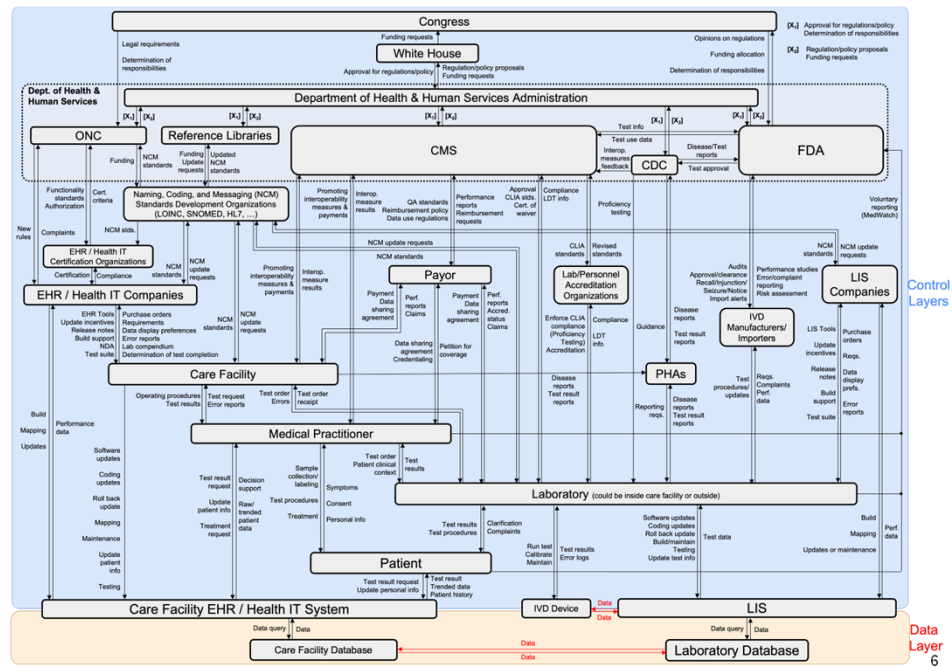 Congress
Legal requirements
Determination of
responsibilities
Funding requests
White House
Approval for regulations/policy
Regulation/policy proposals
Funding requests
Opinions on regulations
Funding allocation
Determination of responsibilities
[X₁] Approval for regulations/policy
Determination of responsibilities
[X₂] Regulation/policy proposals
Funding requests
Dept. of Health &
Human Services
Department of Health & Human Services Administration
[X₁]
[X₂]
[X₁]
[X₂]
[X₁]
[X₂]
[X₁]
[X₂]
[X₁]
[X₂]
ONC
Reference Libraries
CMS
Test info
Test use data
Interop.
measures
feedback
CDC
Disease/Test
reports
Test approval
FDA
Funding
NCM
standards
Funding
Update
requests
Updated
NCM
standards
Functionality
standards
Authorization
Cert.
criteria
Naming, Coding, and Messaging (NCM)
Standards Development Organizations
(LOINC, SNOMED, HL7, ...)
Promoting
interoperability
measures &
payments
Interop.
measure
results
QA standards
Reimbursement policy
Data use regulations
Performance
reports
Reimbursement
requests
Approval
CLIA stds.
Cert. of
waiver
Compliance
LDT info
Proficiency
testing
Voluntary
reporting
(MedWatch)
New
rules
Complaints
NCM stds.
EHR / Health IT
Certification Organizations
Certification
Compliance
NCM
standards
NCM
update
requests
NCM update requests
NCM standards
CLIA
standards
Revised
standards
NCM
standards
NCM update
requests
EHR / Health IT Companies
Promoting
interoperability
measures &
payments
Interop.
measure
results
Payor
Lab/Personnel
Accreditation
Organizations
Audits
Approval/clearance
Recall/Injunction/
Seizure/Notice
Import alerts
Performance studies
Error/complaint
reporting
Risk assessment
LIS
Companies
Control
Layers
EHR Tools
Update incentives
Release notes
Build support
NDA
Test suite
Purchase orders
Requirements
Data display preferences
Error reports
Lab compendium
Determination of test completion
NCM
standards
NCM
update
requests
Payment
Data
sharing
agreement
Perf.
reports
Claims
Payment
Data
sharing
agreement
Perf.
reports
Accred.
status
Claims
Data sharing
agreement
Credentialing
Petition for
coverage
Enforce CLIA
compliance
(Proficiency
Testing)
Accreditation
Compliance
LDT
info
Guidance
Disease
reports
Test result
reports
IVD
Manufacturers/
Importers
LIS Tools
Update
incentives
Release
notes
Build
support
Test suite
Purchase
orders
Reqs.
Data
display
prefs.
Error
reports
Care Facility
PHAs
Operating procedures
Test results
Test request
Error reports
Test order
Errors
Test order
receipt
Disease
reports
Test result
reports
Reporting
reqs.
Disease
reports
Test result
reports
Test
procedures/
updates
Reqs.
Complaints
Perf.
data
Build
Mapping
Updates
Performance
data
Medical Practitioner
Software
updates
Coding
updates
Roll back
update
Mapping
Maintenance
Update
patient
info
Testing
Test result
request
Update
patient info
Treatment
request
Decision
support
Raw/
trended
patient
data
Sample
collection/
labeling
Test procedures
Treatment
Symptoms
Consent
Personal info
Test order
Patient clinical
context
Test
results
Laboratory (could be inside care facility or outside)
Test results
Test procedures
Clarification
Complaints
Run test
Calibrate
Maintain
Test results
Error logs
Software updates
Coding updates
Roll back update
Build/maintain
Testing
Update test info
Test data
Build
Mapping
Updates or maintenance
Perf.
data
Patient
Test result request
Update personal info
Test result
Trended data
Patient history
Care Facility EHR / Health IT System
IVD Device
Data
Data
LIS
Data query
Data
Data query
Data
Care Facility Database
Data
Data
Laboratory Database
Data
Layer
6